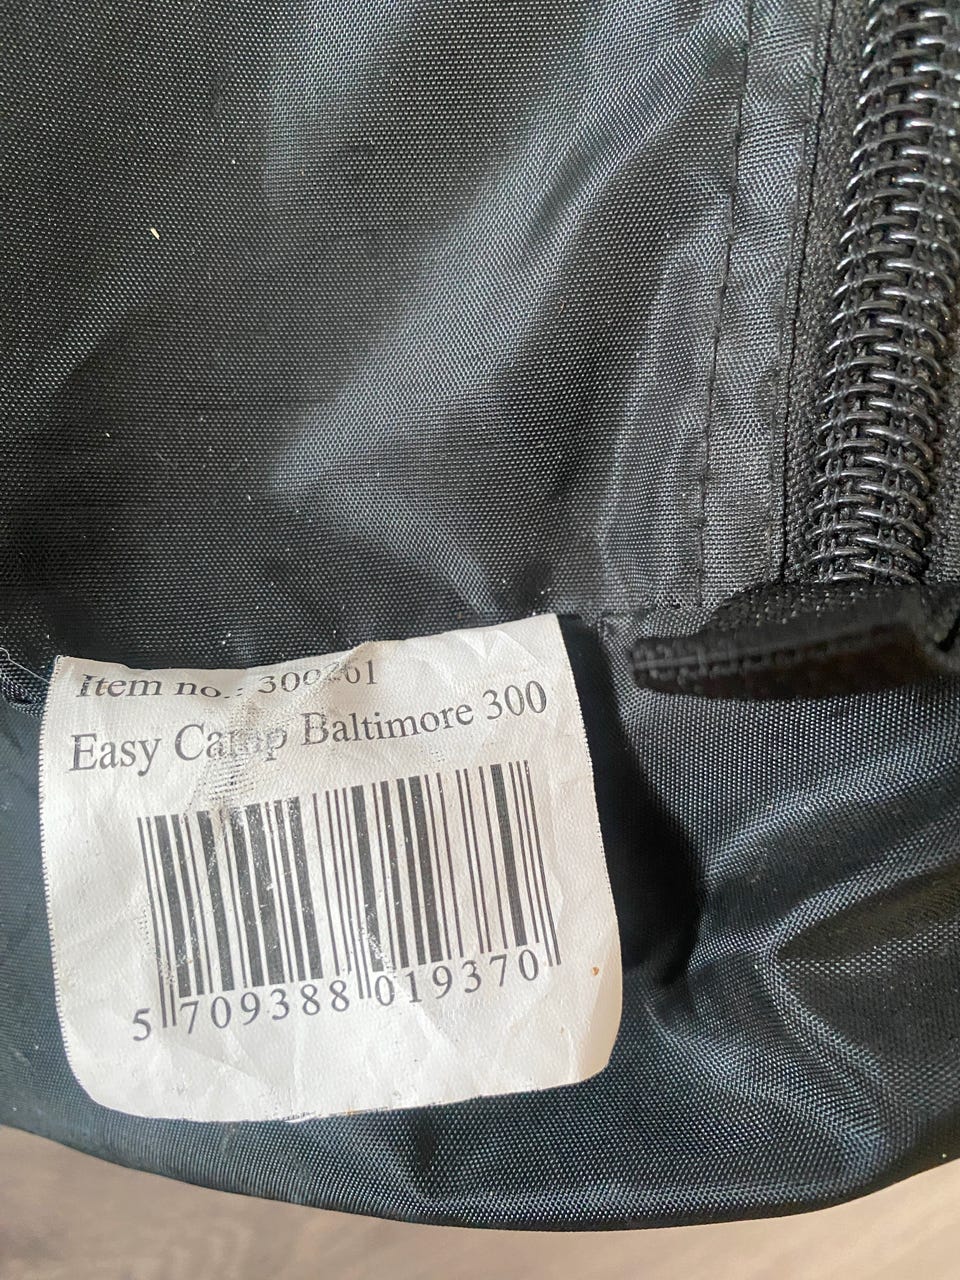 Item no.:
Easy Camp Baltimore 300
5 709388 019370